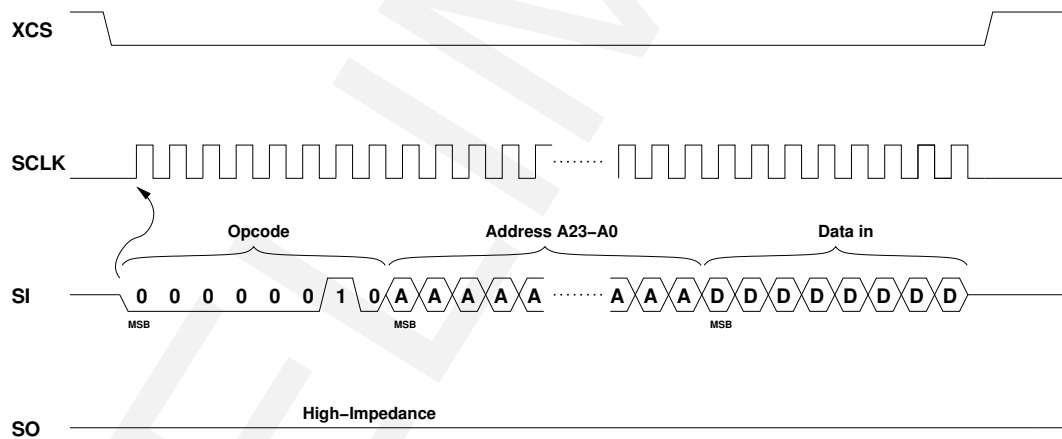 XCS
SCLK
Opcode Address A23−A0 Data in
SI 0 0 0 0 0 0 1 0 A A A A A ········ A A A D D D D D D D D
MSB MSB MSB
High−Impedance
SO